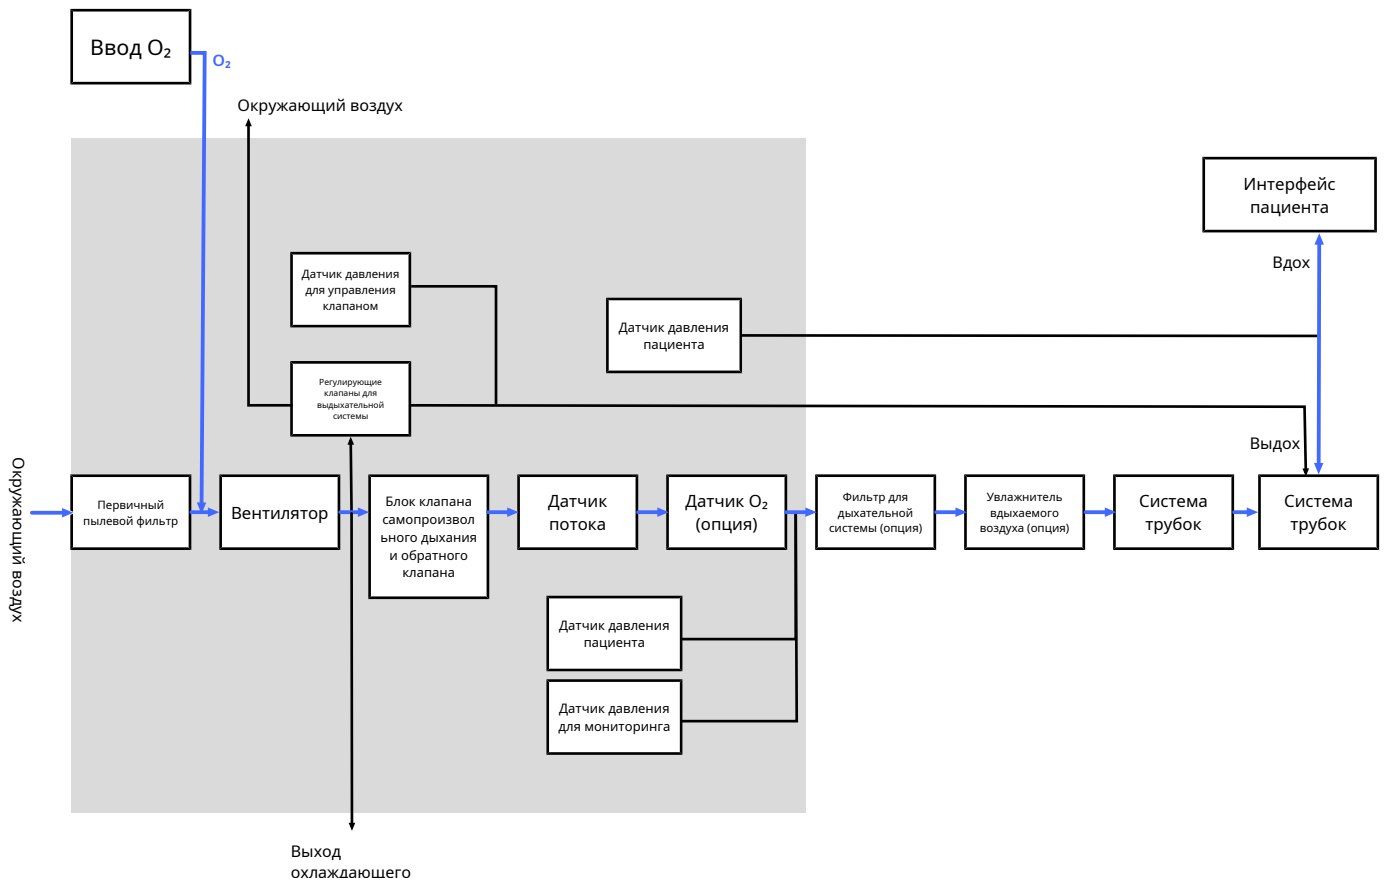 Ввод O₂
O₂
Окружающий воздух
Интерфейс
пациента
Вдох
Датчик давления
для управления
клапаном
Датчик давления
пациента
Регулирующие
клапаны для
выдыхательной
системы
Выдох
Окружающий воздух
Первичный
пылевой фильтр
Вентилятор
Блок клапана
самопроизвол
ьного дыхания
и обратного
клапана
Датчик
потока
Датчик O₂
(опция)
Фильтр для
дыхательной
системы (опция)
Увлажнитель
вдыхаемого
воздуха (опция)
Система
трубок
Система
трубок
Датчик давления
пациента
Датчик давления
для мониторинга
Выход
охлаждающего